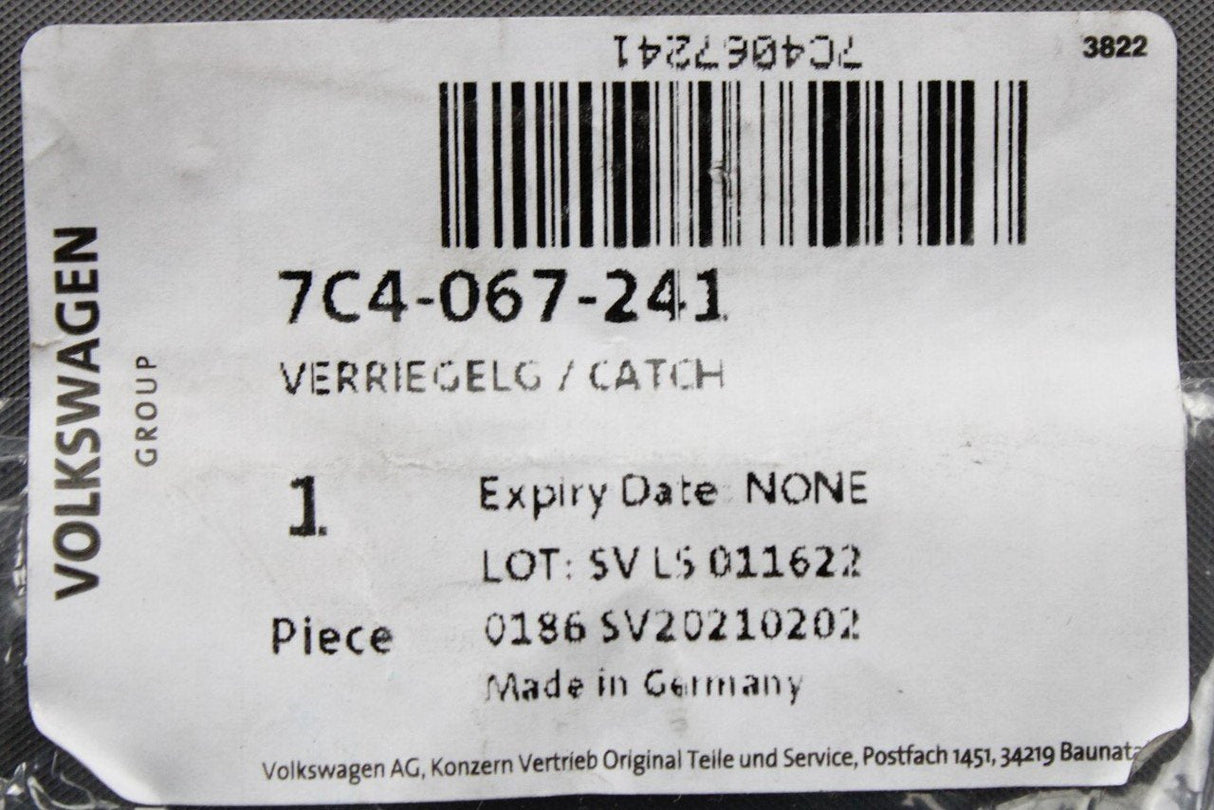 7C4067241
3822
7C4-067-241
VERRIEGELG / CATCH
VOLKSWAGEN
GROUP
1
Piece
Expiry Date: NONE
LOT: SV LS 011622
0186 SV20210202
Made in Germany
Volkswagen AG, Konzern Vertrieb Original Teile und Service, Postfach 1451, 34219